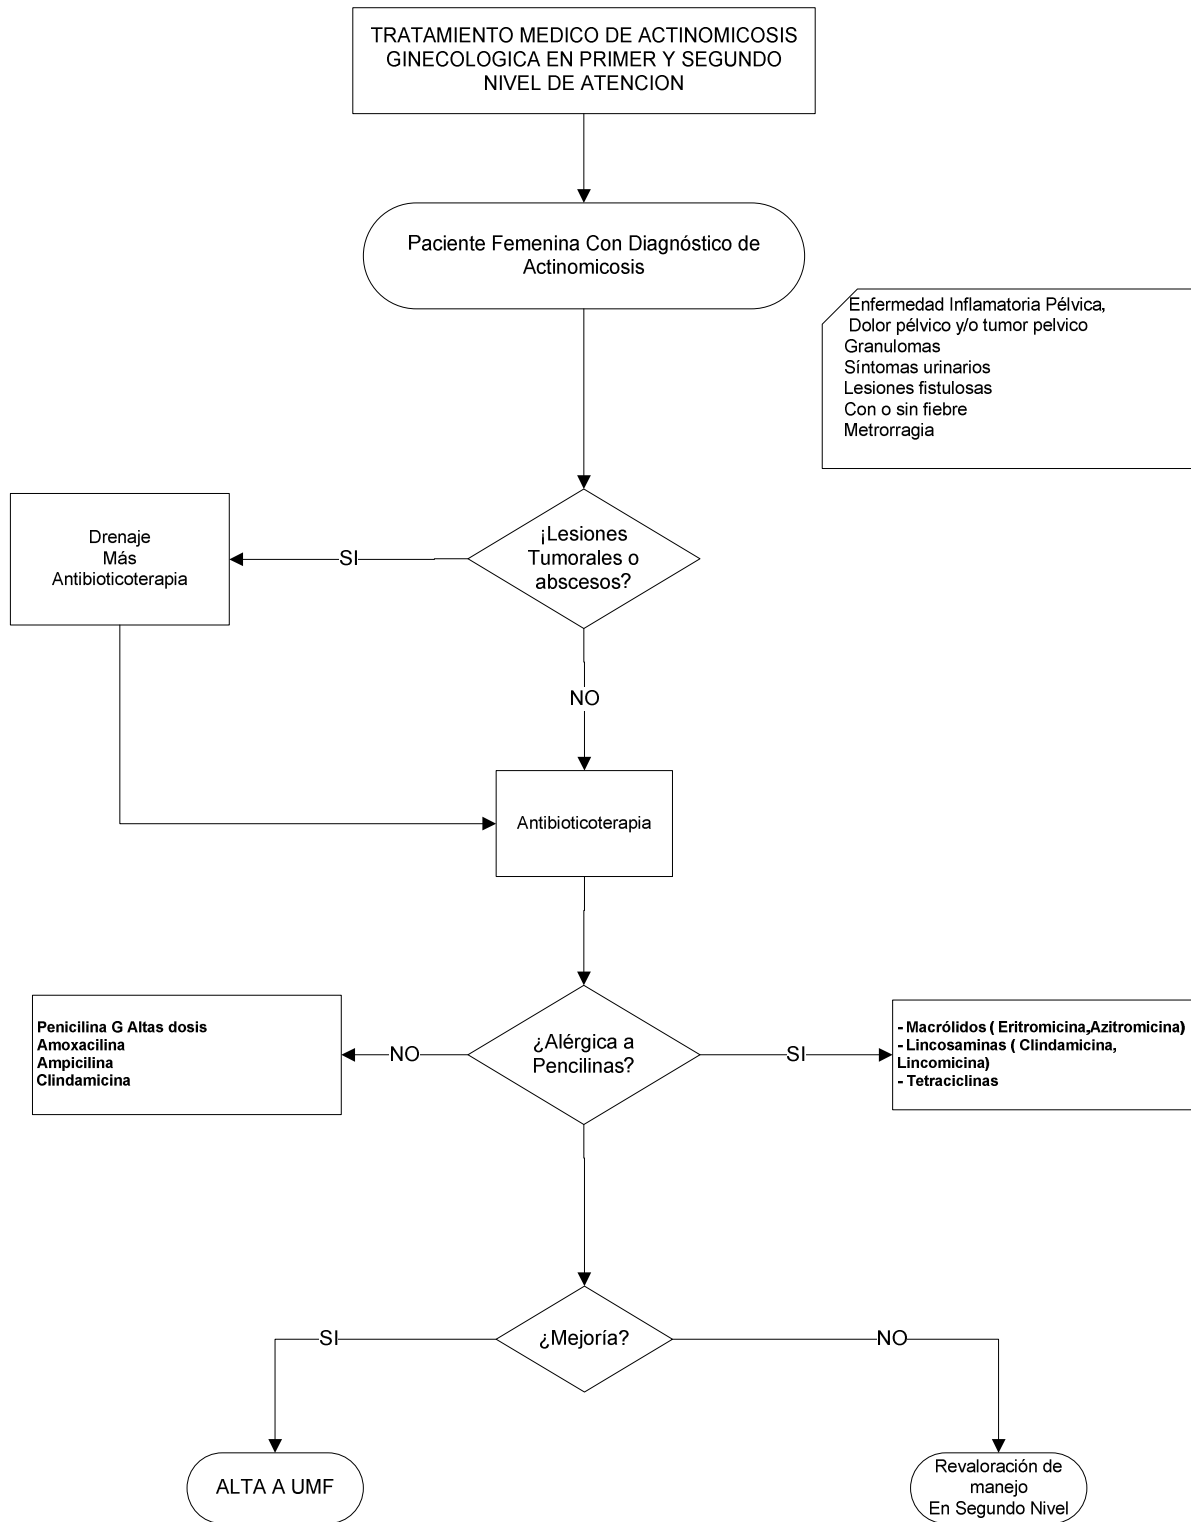 TRATAMIENTO MEDICO DE ACTINOMICOSIS
GINECOLOGICA EN PRIMER Y SEGUNDO
NIVEL DE ATENCION
Paciente Femenina Con Diagnóstico de
Actinomicosis
Enfermedad Inflamatoria Pélvica,
Dolor pélvico y/o tumor pelvico
Granulomas
Síntomas urinarios
Lesiones fistulosas
Con o sin fiebre
Metrorragia
¡Lesiones
Tumorales o
abscesos?
SI
Drenaje
Más
Antibioticoterapia
NO
Antibioticoterapia
¿Alérgica a
Pencilinas?
NO
Penicilina G Altas dosis
Amoxacilina
Ampicilina
Clindamicina
SI
- Macrólidos ( Eritromicina,Azitromicina)
- Lincosaminas ( Clindamicina,
Lincomicina)
- Tetraciclinas
¿Mejoría?
SI
NO
ALTA A UMF
Revaloración de
manejo
En Segundo Nivel